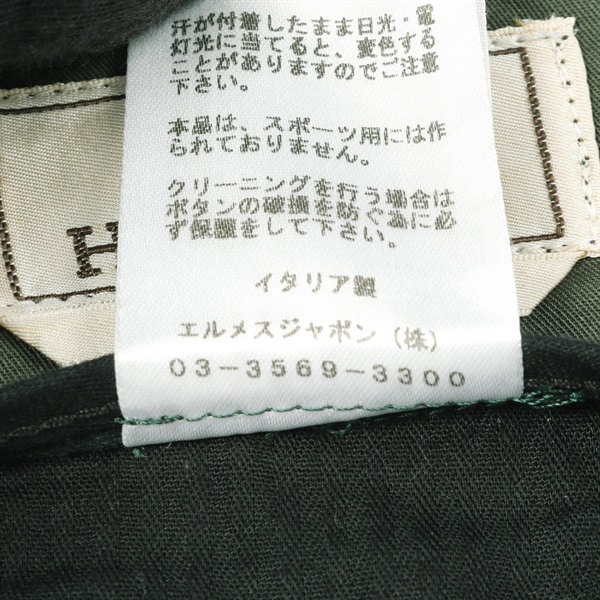 汗が付着したまま日光・電
灯光に当てると、変色する
ことがありますのでご注意
下さい。
本品は、スポーツ用には作
られておりません。
クリーニングを行う場合は
ボタンの破損を防ぐ為に必
ず保護をして下さい。
イタリア製
エルメスジャポン（株）
03-3569-3300
H